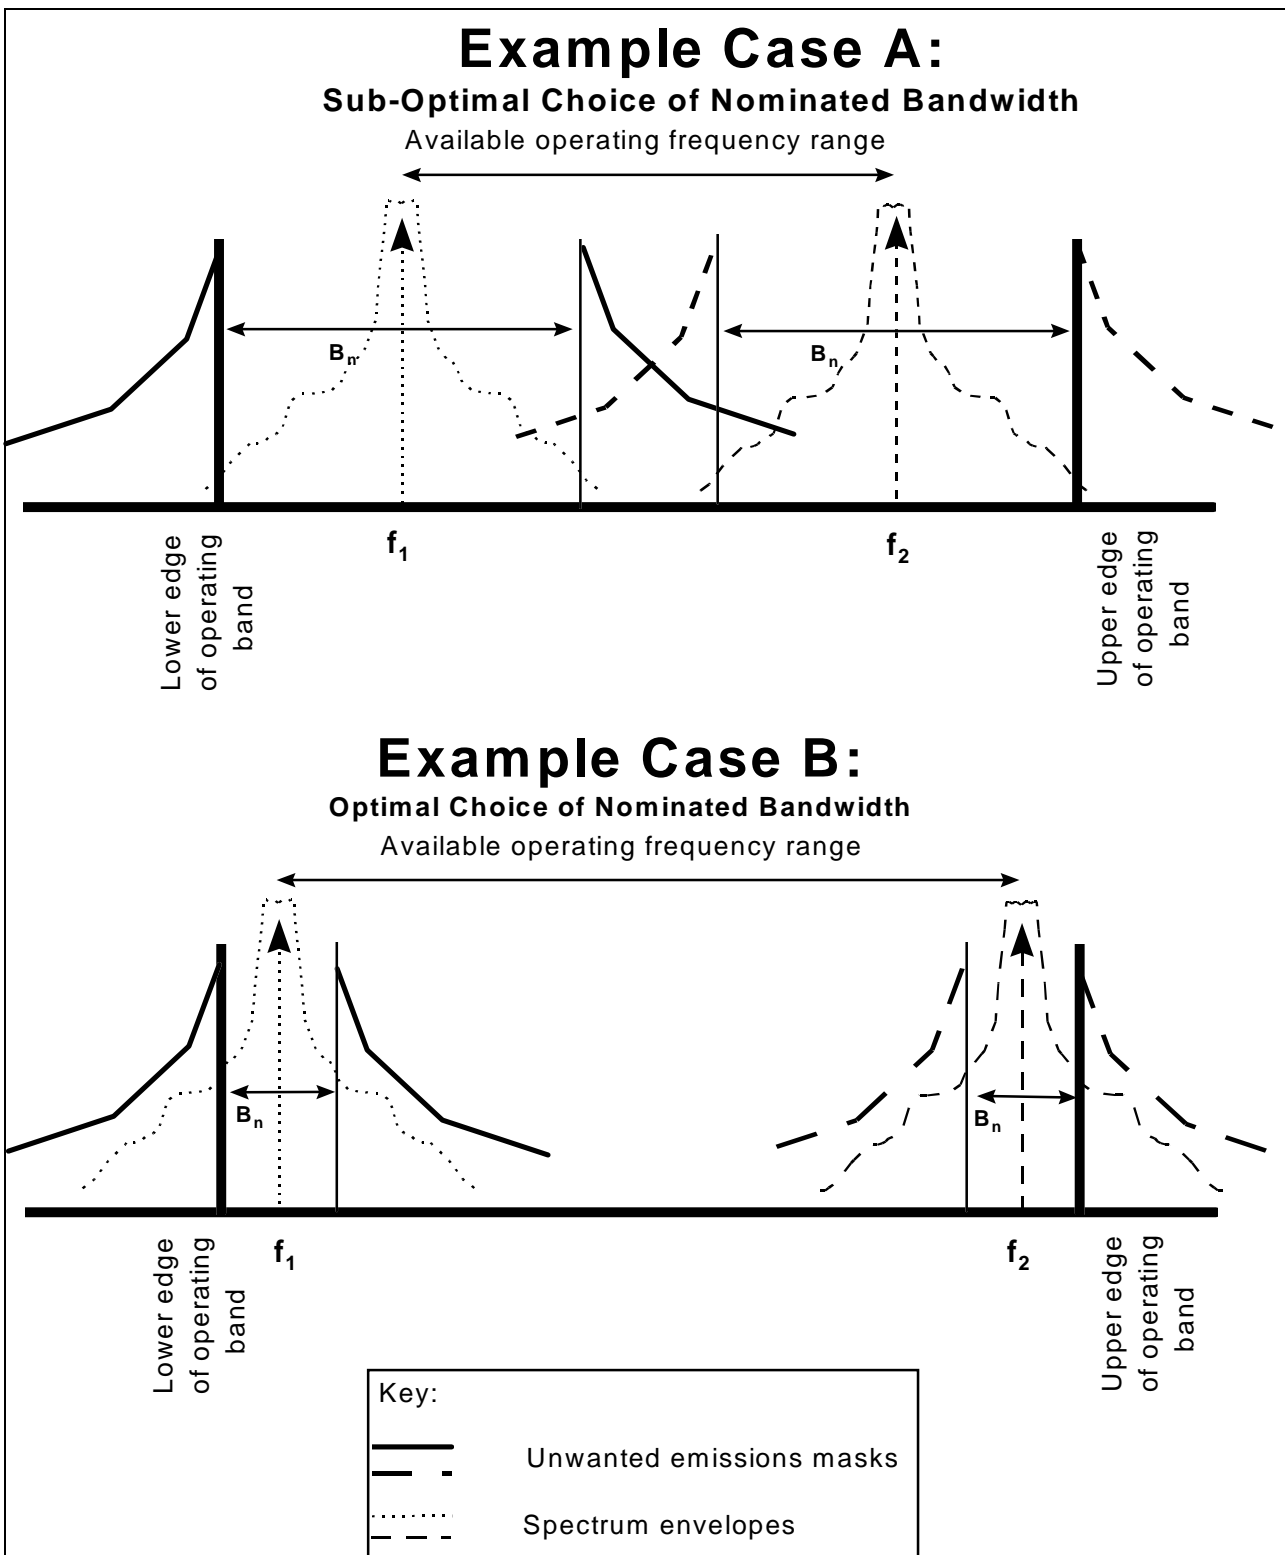 Example Case A:
Sub-Optimal Choice of Nominated Bandwidth
Available operating frequency range
Bn
Bn
f1
f2
Lower edge
of operating
band
Upper edge
of operating
band
Example Case B:
Optimal Choice of Nominated Bandwidth
Available operating frequency range
Bn
Bn
f1
f2
Lower edge
of operating
band
Upper edge
of operating
band
Key:
Unwanted emissions masks
Spectrum envelopes